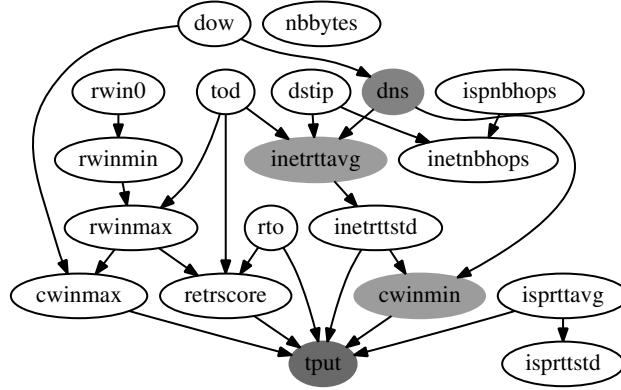 dow nbbytes
rwin0 tod dstip dns ispnbhops
rwinmin inetrttavg inetnbhops
rwinmax rto inetrttstd
cwinmax retrscore cwinmin isprttavg
tput isprttstd